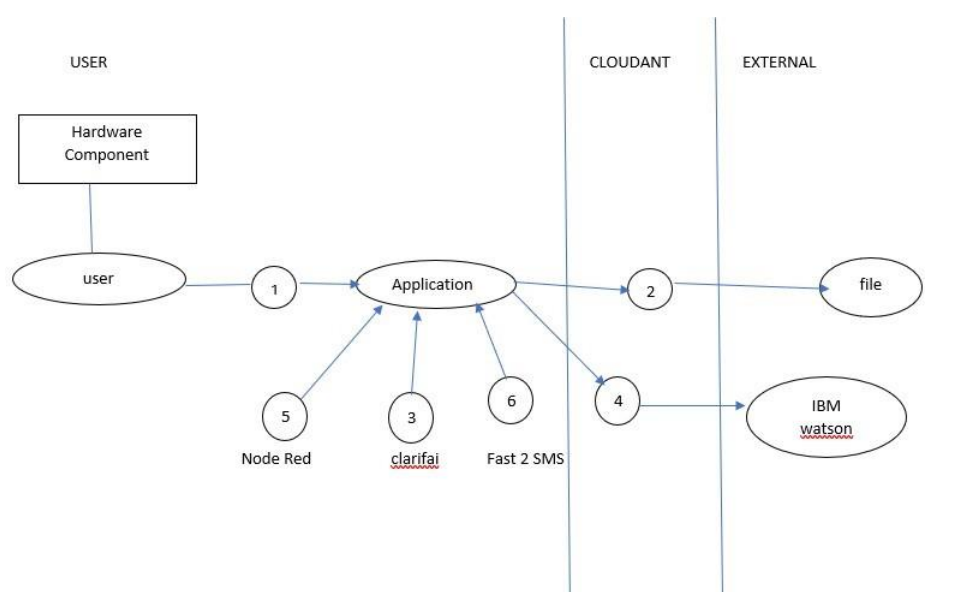 USER
CLOUDANT
EXTERNAL
Hardware
Component
user
1
Application
2
file
5
3
6
4
IBM
watson
Node Red
clarifai
Fast 2 SMS